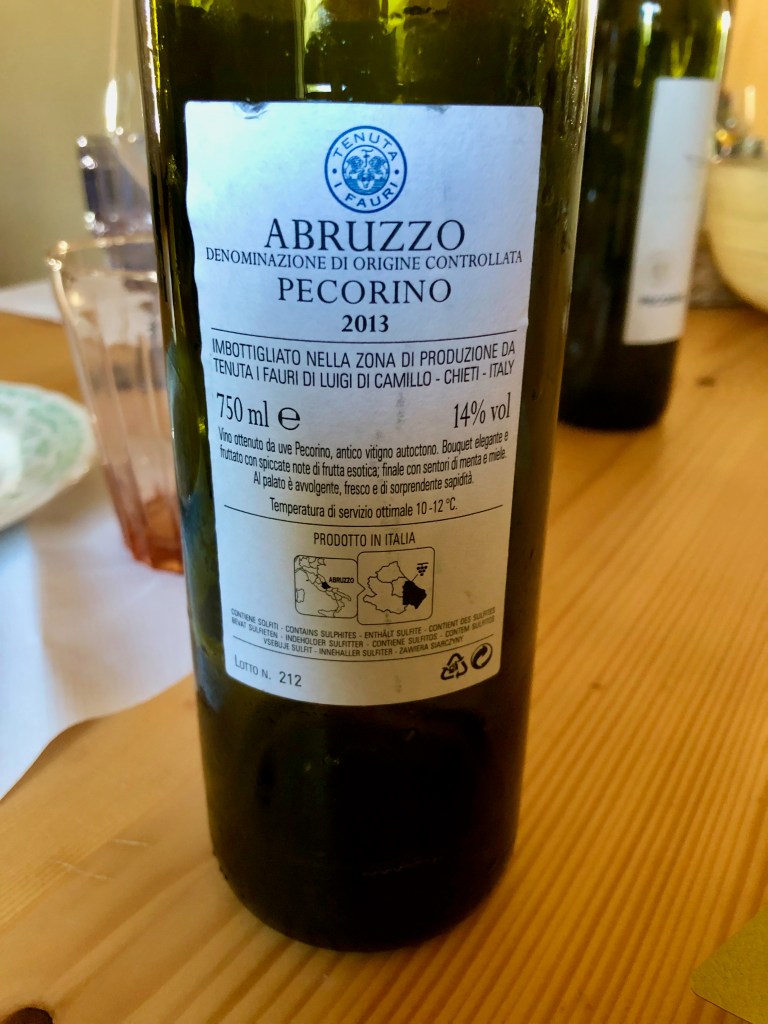 TENUTA
I FAURI
ABRUZZO
DENOMINAZIONE DI ORIGINE CONTROLLATA
PECORINO
2013
IMBOTTIGLIATO NELLA ZONA DI PRODUZIONE DA
TENUTA I FAURI DI LUIGI DI CAMILLO - CHIETI - ITALY
750 ml ℮ 14% vol
Vino ottenuto da uve Pecorino, antico vitigno autoctono. Bouquet elegante e
fruttato con spiccate note di frutta esotica; finale con sentori di menta e miele.
Al palato è avvolgente, fresco e di sorprendente sapidità.
Temperatura di servizio ottimale 10-12 °C.
PRODOTTO IN ITALIA
ABRUZZO
CONTIENE SOLFITI - CONTAINS SULPHITES - ENTHÄLT SULFITE - CONTIENT DES SULFITES
BEVAT SULFIETEN - INDEHOLDER SULFITTER - CONTIENE SULFITOS - CONTEM SULFITOS
VSEBUJE SULFIT - INNEHALLER SULFITER - ZAWIERA SIARCZYNY
LOTTO N. 212